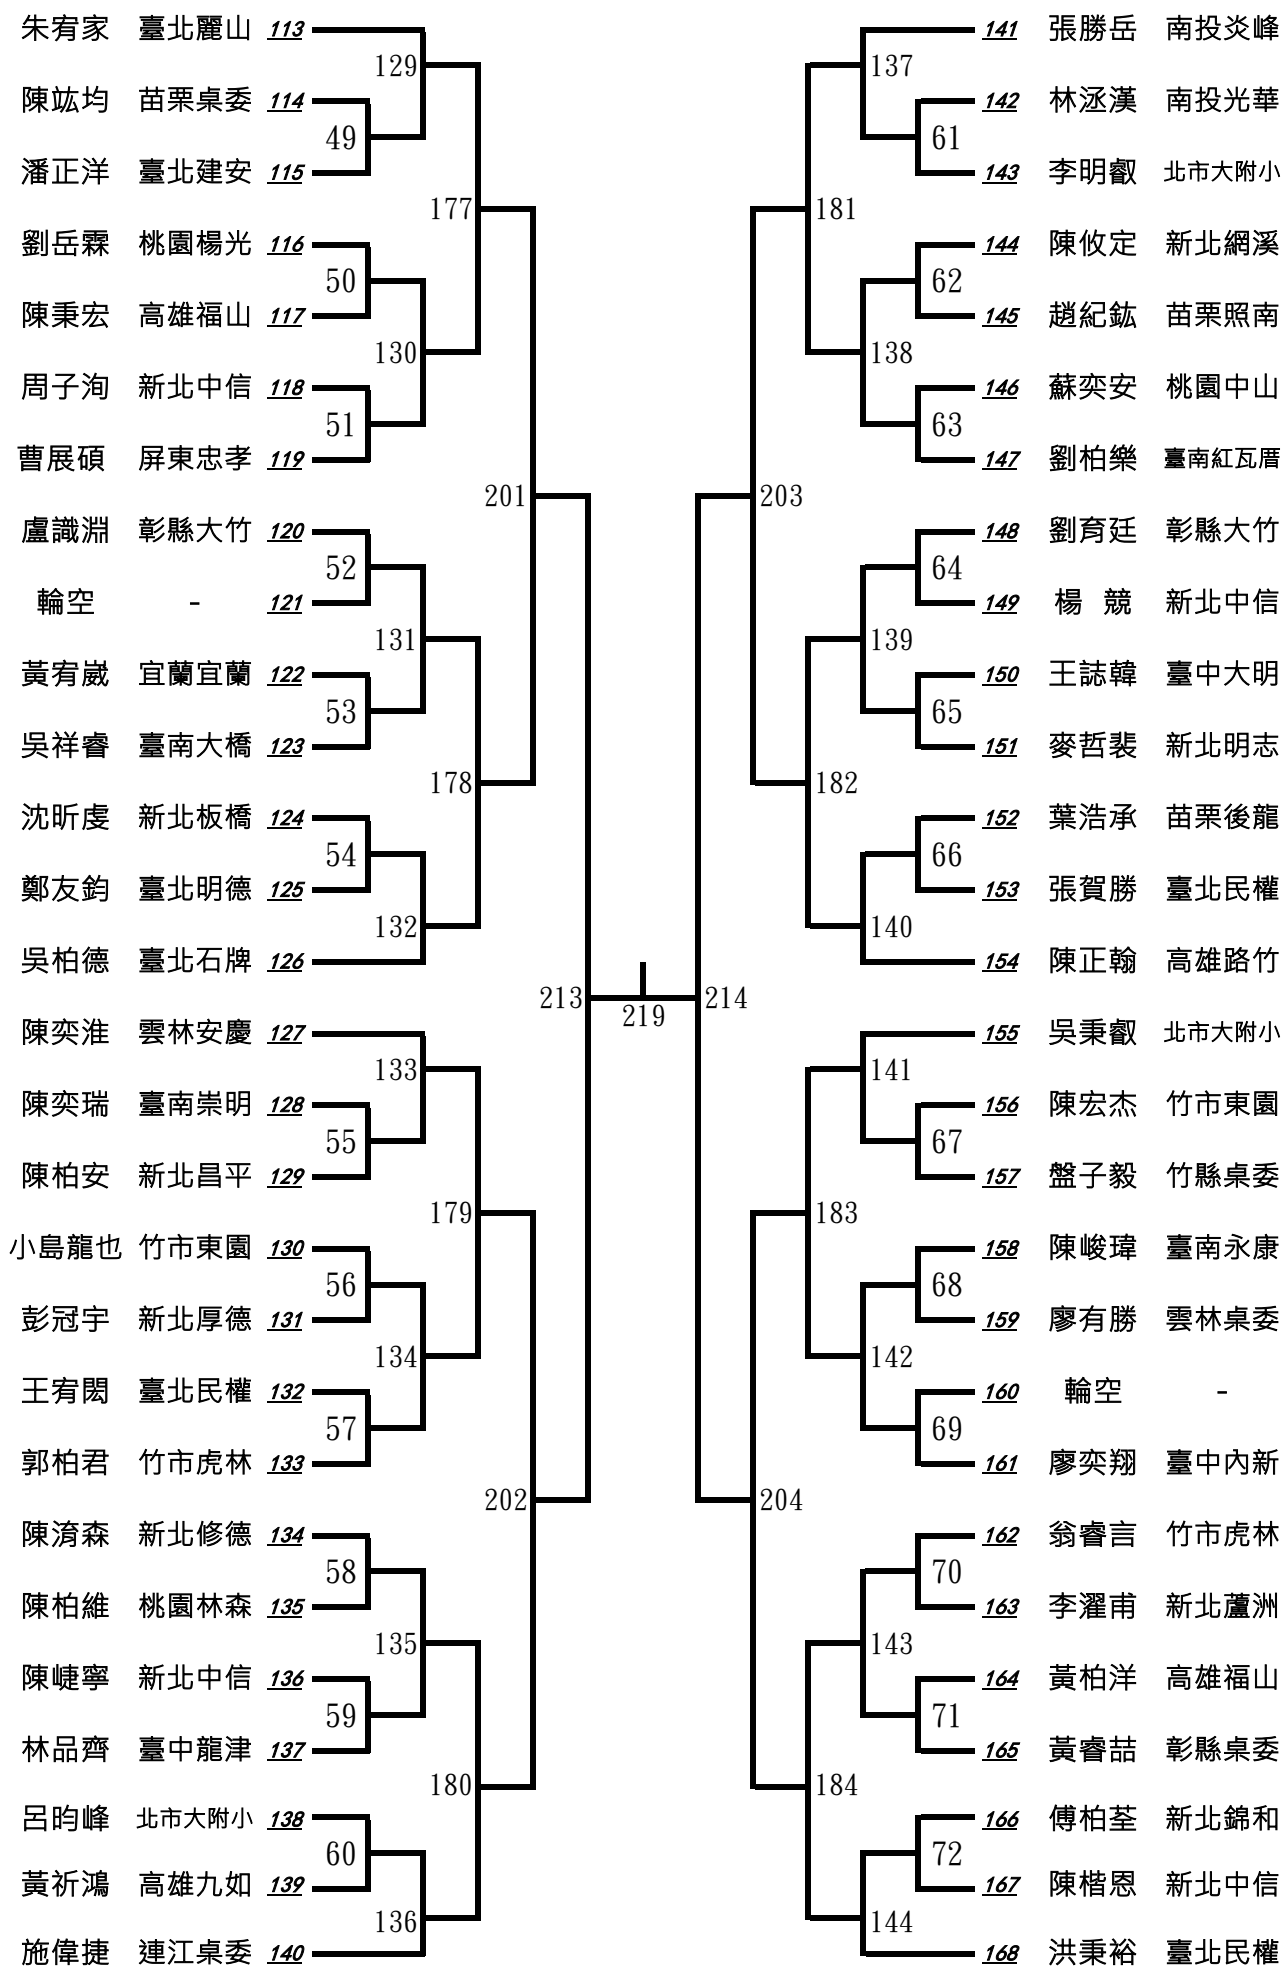 朱宥家 臺北麗山 113
129
陳竑均 苗栗桌委 114
49
潘正洋 臺北建安 115
177
劉岳霖 桃園楊光 116
50
陳秉宏 高雄福山 117
130
周子洵 新北中信 118
51
曹展碩 屏東忠孝 119
201
盧識淵 彰縣大竹 120
52
輪空 - 121
131
黃宥崴 宜蘭宜蘭 122
53
吳祥睿 臺南大橋 123
178
沈昕虔 新北板橋 124
54
鄭友鈞 臺北明德 125
132
吳柏德 臺北石牌 126
213
陳奕淮 雲林安慶 127
133
陳奕瑞 臺南崇明 128
55
陳柏安 新北昌平 129
179
小島龍也 竹市東園 130
56
彭冠宇 新北厚德 131
134
王宥閎 臺北民權 132
57
郭柏君 竹市虎林 133
202
陳淯森 新北修德 134
58
陳柏維 桃園林森 135
135
陳崨寧 新北中信 136
59
林品齊 臺中龍津 137
180
呂昀峰 北市大附小 138
60
黃祈鴻 高雄九如 139
136
施偉捷 連江桌委 140
219
141 張勝岳 南投炎峰
137
142 林洆漢 南投光華
61
143 李明叡 北市大附小
181
144 陳攸定 新北網溪
62
145 趙紀鈜 苗栗照南
138
146 蘇奕安 桃園中山
63
147 劉柏樂 臺南紅瓦厝
203
148 劉育廷 彰縣大竹
64
149 楊 競 新北中信
139
150 王誌韓 臺中大明
65
151 麥哲裴 新北明志
182
152 葉浩承 苗栗後龍
66
153 張賀勝 臺北民權
140
154 陳正翰 高雄路竹
214
155 吳秉叡 北市大附小
141
156 陳宏杰 竹市東園
67
157 盤子毅 竹縣桌委
183
158 陳峻瑋 臺南永康
68
159 廖有勝 雲林桌委
142
160 輪空 -
69
161 廖奕翔 臺中內新
204
162 翁睿言 竹市虎林
70
163 李濯甫 新北蘆洲
143
164 黃柏洋 高雄福山
71
165 黃睿喆 彰縣桌委
184
166 傅柏荃 新北錦和
72
167 陳楷恩 新北中信
144
168 洪秉裕 臺北民權